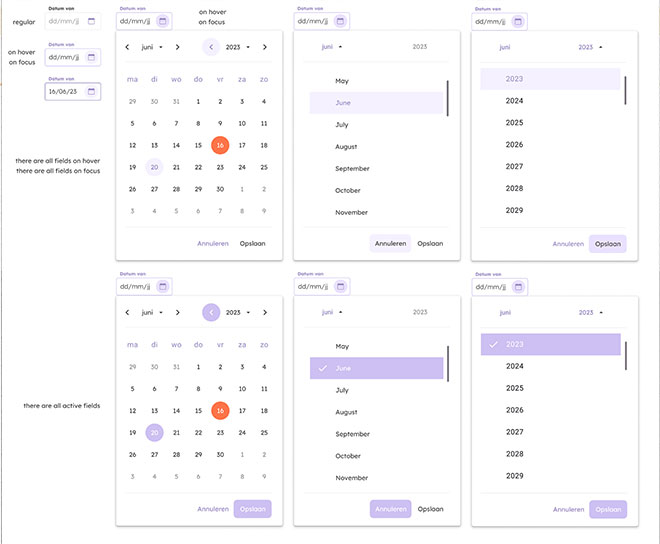 regular
Datum van
dd/mm/jj
on hover
on focus
Datum van
dd/mm/jj
Datum van
16/06/23
there are all fields on hover
there are all fields on focus
Datum van
dd/mm/jj
on hover
on focus
juni 2023
ma di wo do vr za zo
29 30 31 1 2 3 4
5 6 7 8 9 10 11
12 13 14 15 16 17 18
19 20 21 22 23 24 25
26 27 28 29 30 1 2
3 4 5 6 7 8 9
Annuleren Opslaan
Datum van
dd/mm/jj
juni 2023
May
June
July
August
September
October
November
Annuleren Opslaan
Datum van
dd/mm/jj
juni 2023
2023
2024
2025
2026
2027
2028
2029
Annuleren Opslaan
there are all active fields
Datum van
dd/mm/jj
juni 2023
ma di wo do vr za zo
29 30 31 1 2 3 4
5 6 7 8 9 10 11
12 13 14 15 16 17 18
19 20 21 22 23 24 25
26 27 28 29 30 1 2
3 4 5 6 7 8 9
Annuleren Opslaan
Datum van
dd/mm/jj
juni 2023
May
June
July
August
September
October
November
Annuleren Opslaan
Datum van
dd/mm/jj
juni 2023
2023
2024
2025
2026
2027
2028
2029
Annuleren Opslaan